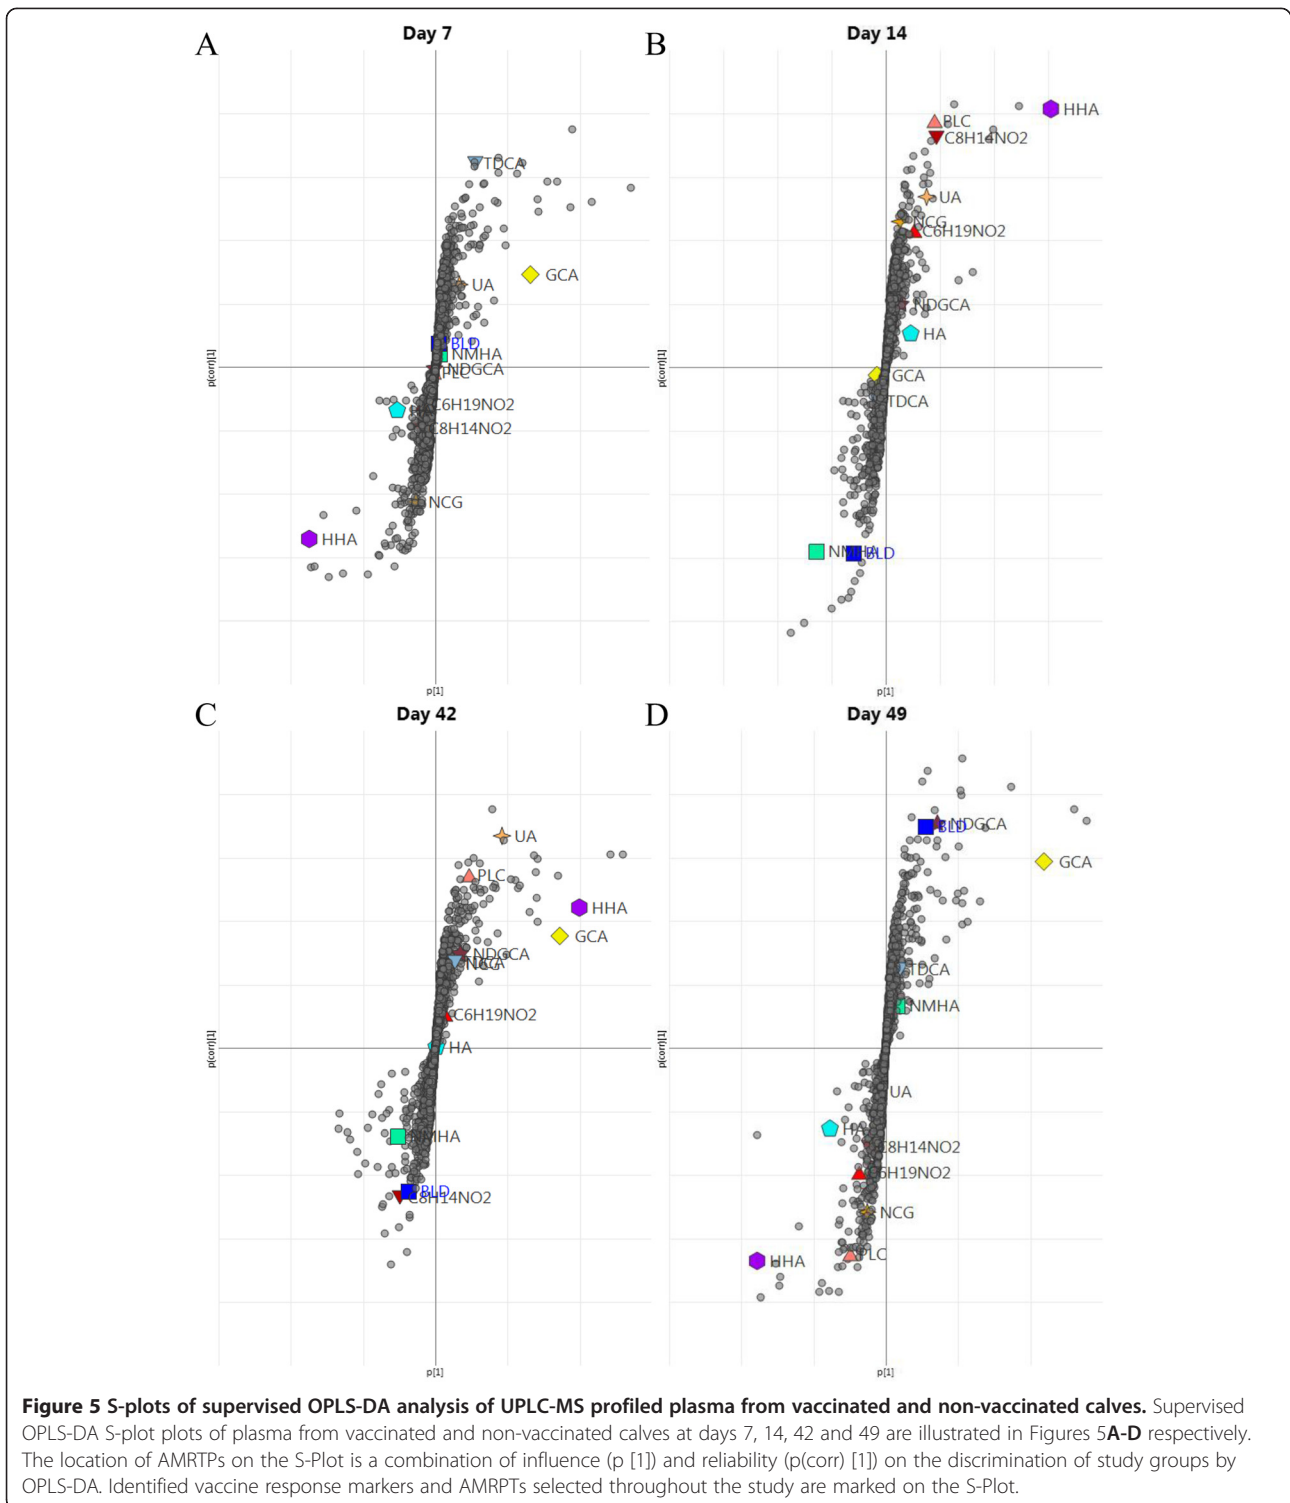 A
Day 7
TDCA
UA
GCA
BLD
NMHA
NDGCA
PLC
C6H19NO2
C8H14NO2
NCG
HHA
p(corr)[1]
p[1]
B
Day 14
HHA
PLC
C8H14NO2
UA
NCG
C6H19NO2
NDGCA
HA
GCA
TDCA
NMHA
BLD
p(corr)[1]
p[1]
C
Day 42
UA
PLC
HHA
GCA
NDGCA
TDCA
NCG
C6H19NO2
HA
NMHA
BLD
C8H14NO2
p(corr)[1]
p[1]
D
Day 49
NDGCA
BLD
GCA
TDCA
NMHA
UA
HA
C8H14NO2
C6H19NO2
NCG
PLC
HHA
p(corr)[1]
p[1]
Figure 5 S-plots of supervised OPLS-DA analysis of UPLC-MS profiled plasma from vaccinated and non-vaccinated calves. Supervised
OPLS-DA S-plot plots of plasma from vaccinated and non-vaccinated calves at days 7, 14, 42 and 49 are illustrated in Figures 5A-D respectively.
The location of AMRTPs on the S-Plot is a combination of influence (p [1]) and reliability (p(corr) [1]) on the discrimination of study groups by
OPLS-DA. Identified vaccine response markers and AMRPTs selected throughout the study are marked on the S-Plot.